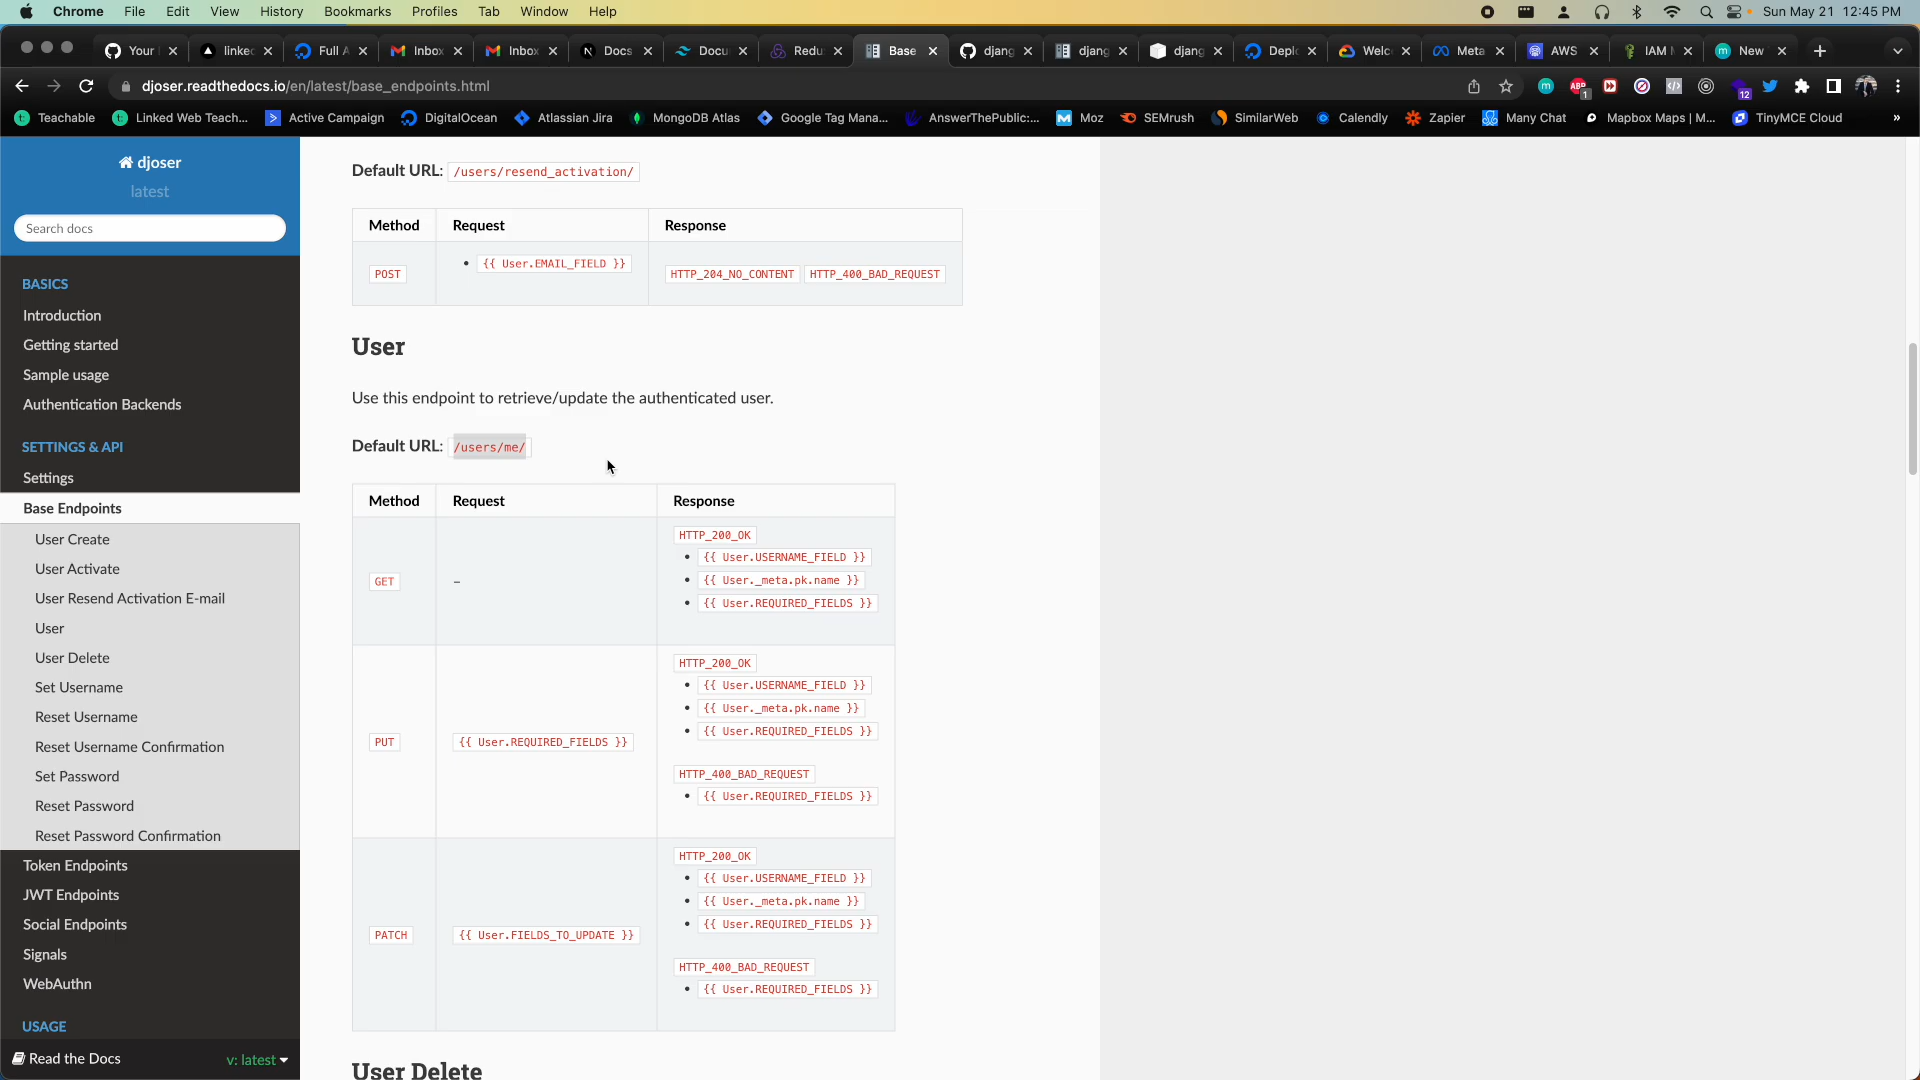 Chrome File Edit View History Bookmarks Profiles Tab Window Help Sun May 21 12:45 PM
Your linked Full A Inbox Inbox Docs Docu Redu Base djang djang djang Deplo Welc Meta AWS IAM New
djoser.readthedocs.io/en/latest/base_endpoints.html ABP 1 12
Teachable Linked Web Teach... Active Campaign DigitalOcean Atlassian Jira MongoDB Atlas Google Tag Mana... AnswerThePublic:... Moz SEMrush SimilarWeb Calendly Zapier Many Chat Mapbox Maps | M... TinyMCE Cloud »
djoser
latest
Search docs
BASICS
Introduction
Getting started
Sample usage
Authentication Backends
SETTINGS & API
Settings
Base Endpoints
User Create
User Activate
User Resend Activation E-mail
User
User Delete
Set Username
Reset Username
Reset Username Confirmation
Set Password
Reset Password
Reset Password Confirmation
Token Endpoints
JWT Endpoints
Social Endpoints
Signals
WebAuthn
USAGE
Read the Docs v: latest
Default URL: /users/resend_activation/
Method Request Response
POST {{ User.EMAIL_FIELD }} HTTP_204_NO_CONTENT HTTP_400_BAD_REQUEST
User
Use this endpoint to retrieve/update the authenticated user.
Default URL: /users/me/
Method Request Response
HTTP_200_OK
{{ User.USERNAME_FIELD }}
GET – {{ User._meta.pk.name }}
{{ User.REQUIRED_FIELDS }}
HTTP_200_OK
{{ User.USERNAME_FIELD }}
{{ User._meta.pk.name }}
{{ User.REQUIRED_FIELDS }}
PUT {{ User.REQUIRED_FIELDS }}
HTTP_400_BAD_REQUEST
{{ User.REQUIRED_FIELDS }}
HTTP_200_OK
{{ User.USERNAME_FIELD }}
{{ User._meta.pk.name }}
{{ User.REQUIRED_FIELDS }}
PATCH {{ User.FIELDS_TO_UPDATE }}
HTTP_400_BAD_REQUEST
{{ User.REQUIRED_FIELDS }}
User Delete